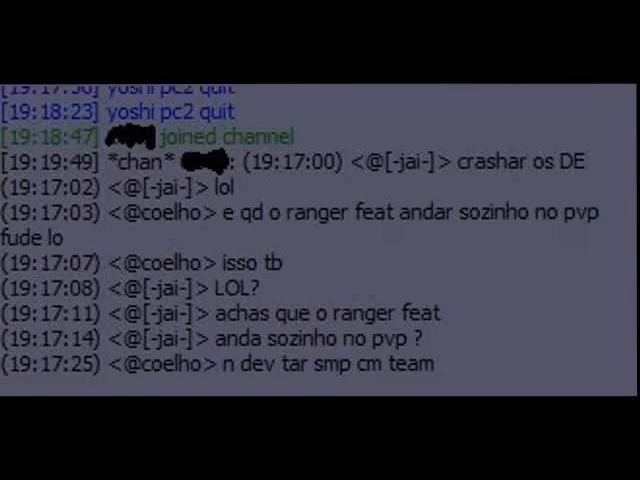 [19:17:56] yoshi pc2 quit
[19:18:23] yoshi pc2 quit
[19:18:47] joined channel
[19:19:49] *chan* : (19:17:00) <@[-jai-]> crashar os DE
(19:17:02) <@[-jai-]> lol
(19:17:03) <@coelho> e qd o ranger feat andar sozinho no pvp
fude lo
(19:17:07) <@coelho> isso tb
(19:17:08) <@[-jai-]> LOL?
(19:17:11) <@[-jai-]> achas que o ranger feat
(19:17:14) <@[-jai-]> anda sozinho no pvp ?
(19:17:25) <@coelho> n dev tar smp cm team